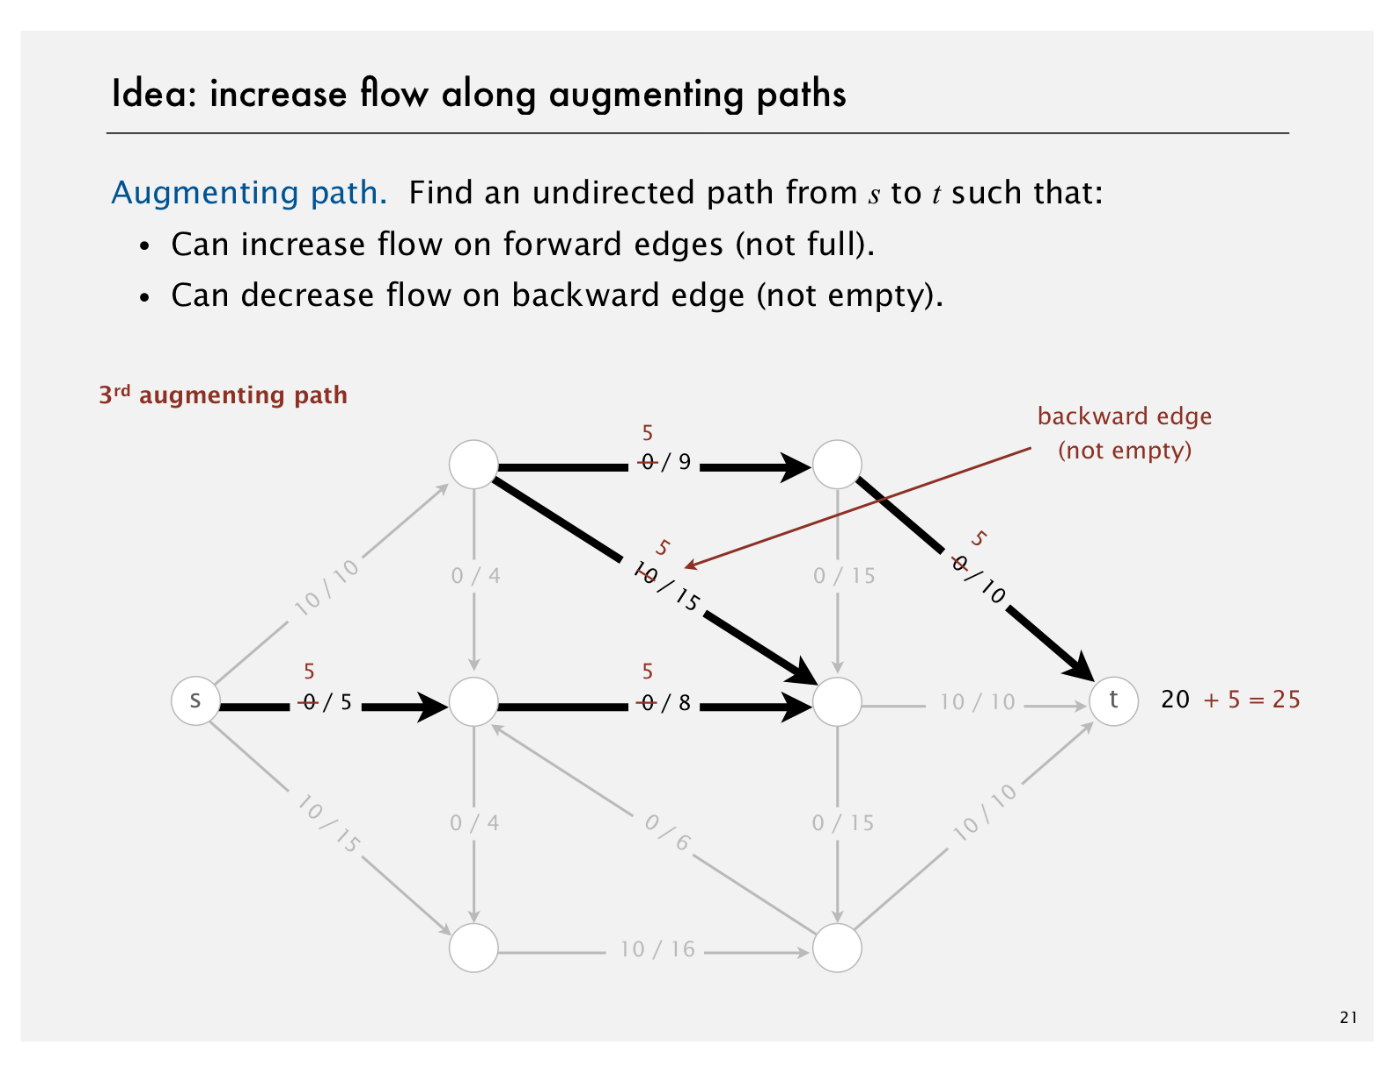 Idea: increase flow along augmenting paths
Augmenting path. Find an undirected path from s to t such that:
• Can increase flow on forward edges (not full).
• Can decrease flow on backward edge (not empty).
3rd augmenting path
backward edge
(not empty)
5
0 / 9
5
10 / 15
5
0 / 10
10 / 10
0 / 4
0 / 15
5
0 / 5
5
0 / 8
s
10 / 10
t
20 + 5 = 25
10 / 15
0 / 4
0 / 6
0 / 15
10 / 10
10 / 16
21